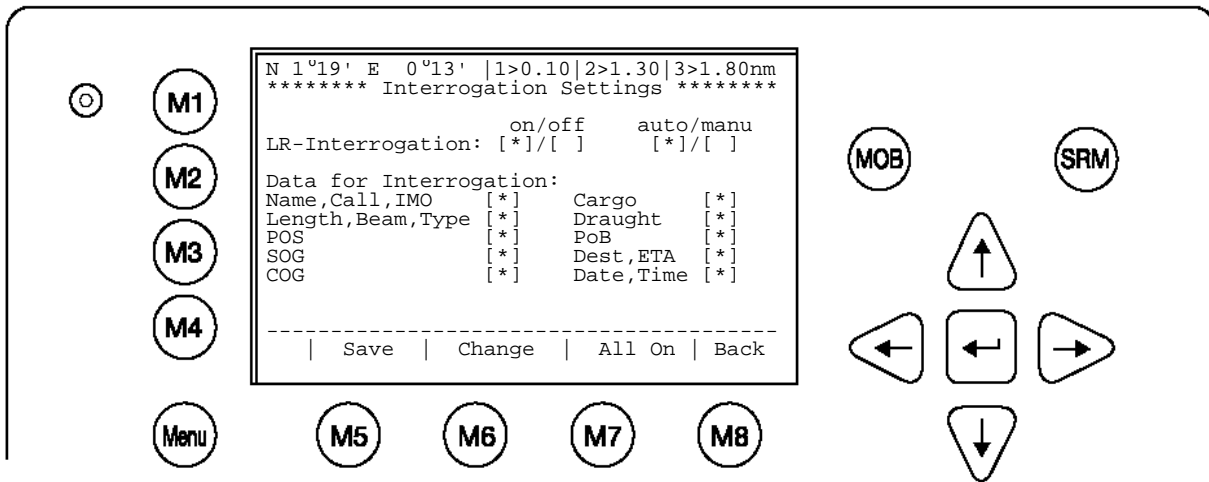 N 1°19' E 0°13' |1>0.10|2>1.30|3>1.80nm
******** Interrogation Settings ********
on/off auto/manu
LR-Interrogation: [*]/[ ] [*]/[ ]
Data for Interrogation:
Name,Call,IMO [*] Cargo [*]
Length,Beam,Type [*] Draught [*]
POS [*] PoB [*]
SOG [*] Dest,ETA [*]
COG [*] Date,Time [*]
----------------------------------------
| Save | Change | All On | Back
M1
M2
M3
M4
Menu
M5 M6 M7 M8
MOB SRM